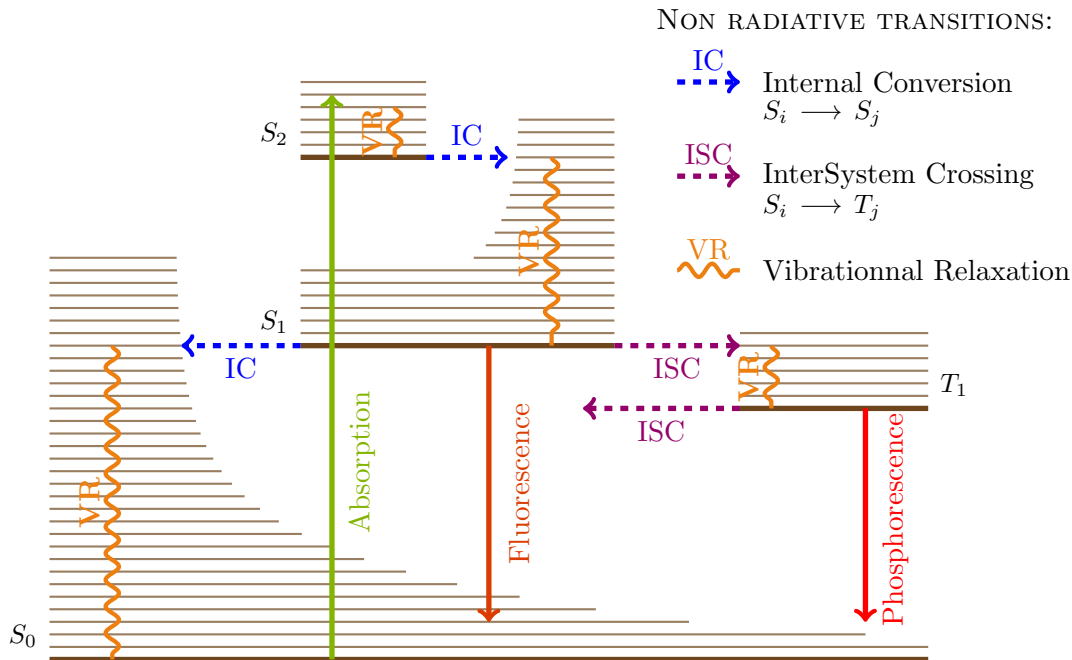 NON RADIATIVE TRANSITIONS:
IC
Internal Conversion
S_i ⟶ S_j
ISC
InterSystem Crossing
S_i ⟶ T_j
VR
Vibrationnal Relaxation
S_2
VR
IC
VR
S_1
IC
ISC
VR
T_1
ISC
VR
Absorption
Fluorescence
Phosphorescence
S_0